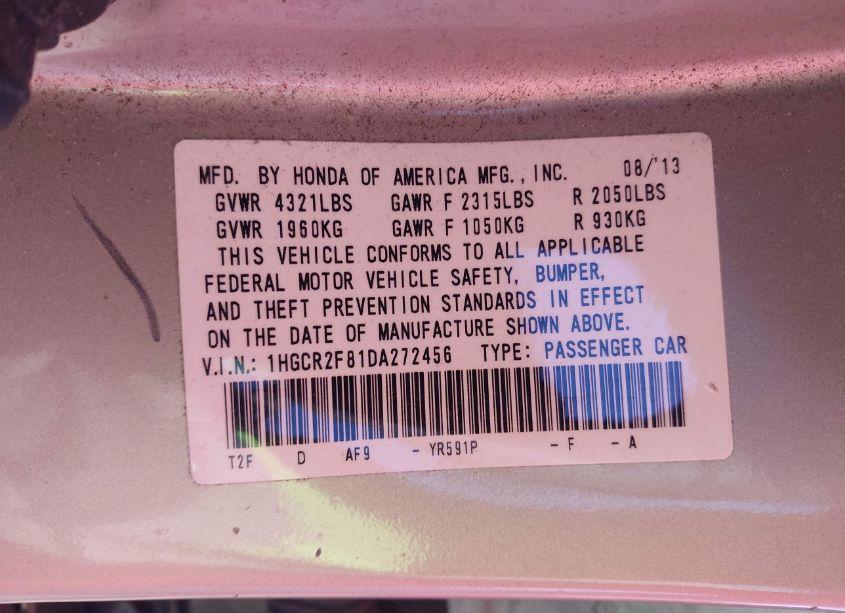 MFD. BY HONDA OF AMERICA MFG., INC. 08/'13
GVWR 4321LBS GAWR F 2315LBS R 2050LBS
GVWR 1960KG GAWR F 1050KG R 930KG
THIS VEHICLE CONFORMS TO ALL APPLICABLE
FEDERAL MOTOR VEHICLE SAFETY, BUMPER,
AND THEFT PREVENTION STANDARDS IN EFFECT
ON THE DATE OF MANUFACTURE SHOWN ABOVE.
V.I.N.: 1HGCR2F81DA272456 TYPE: PASSENGER CAR
T2F D AF9 - YR591P - F - A